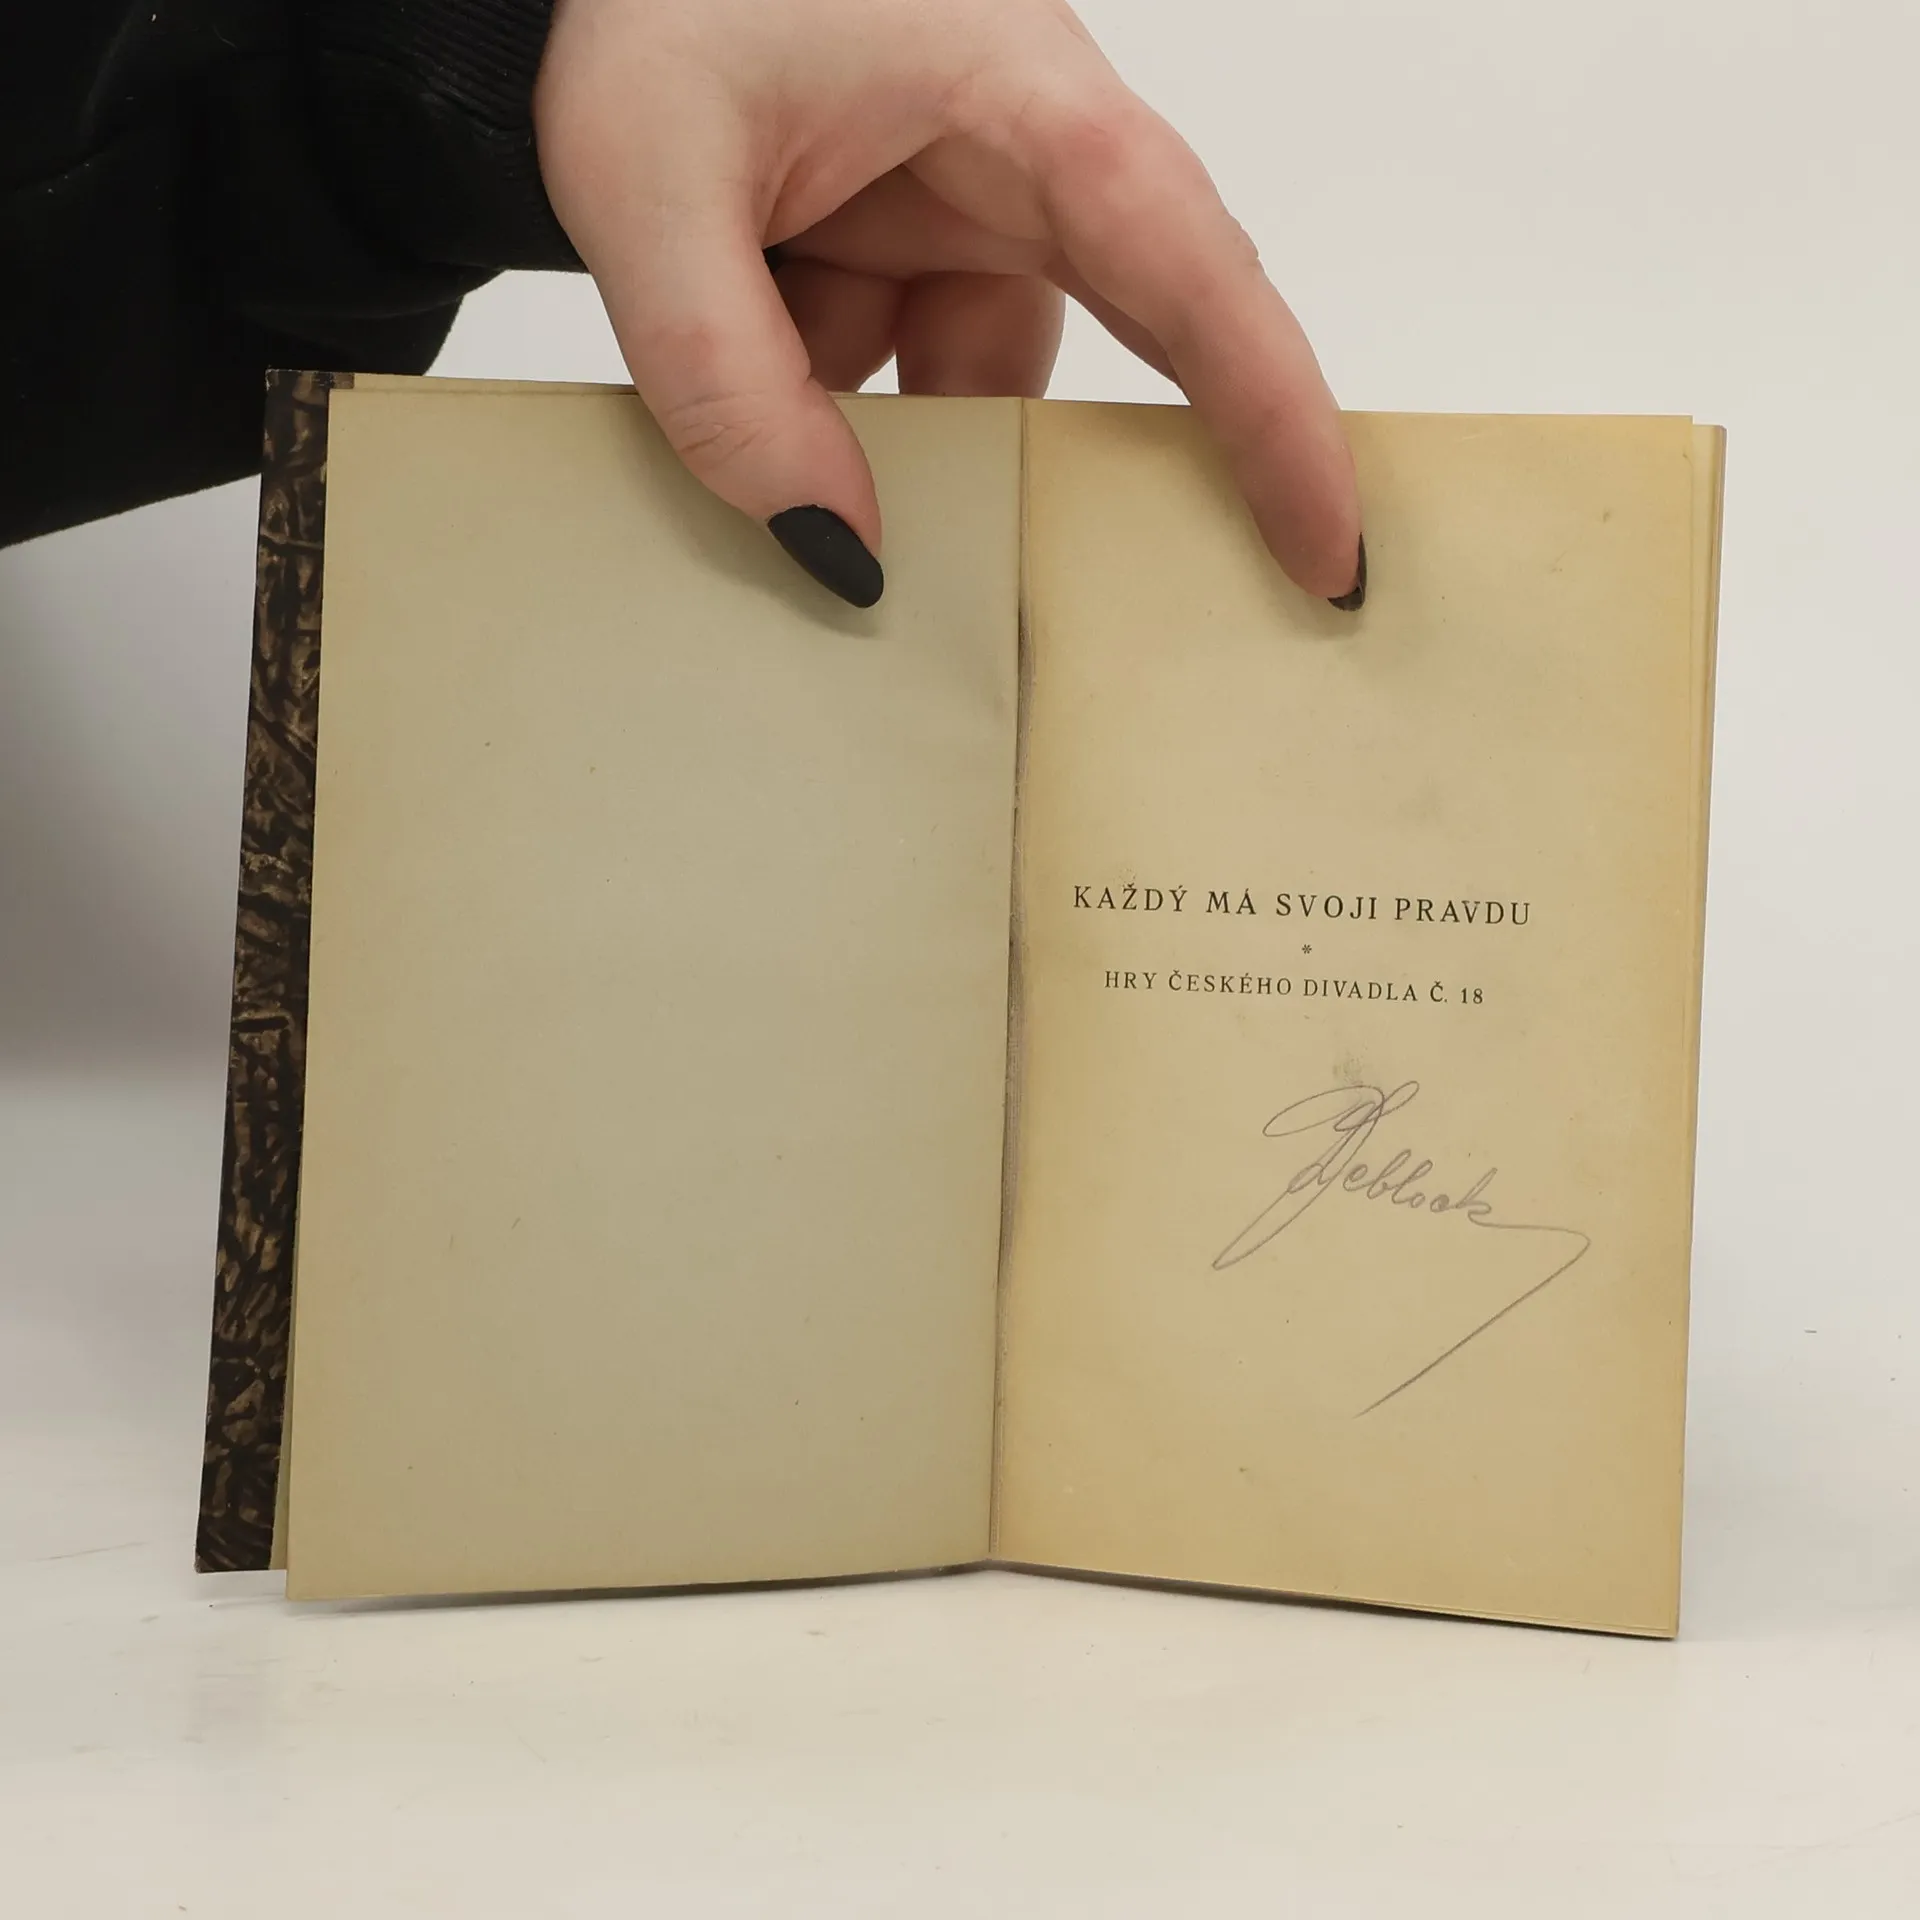 KAŽDÝ MÁ SVOJI PRAVDU
*
HRY ČESKÉHO DIVADLA Č. 18